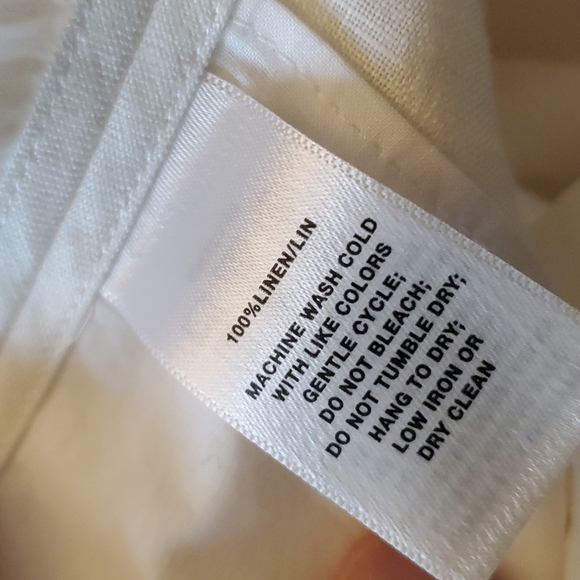 100%LINEN/LIN
MACHINE WASH COLD
WITH LIKE COLORS
GENTLE CYCLE;
DO NOT BLEACH;
DO NOT TUMBLE DRY;
HANG TO DRY;
LOW IRON OR
DRY CLEAN